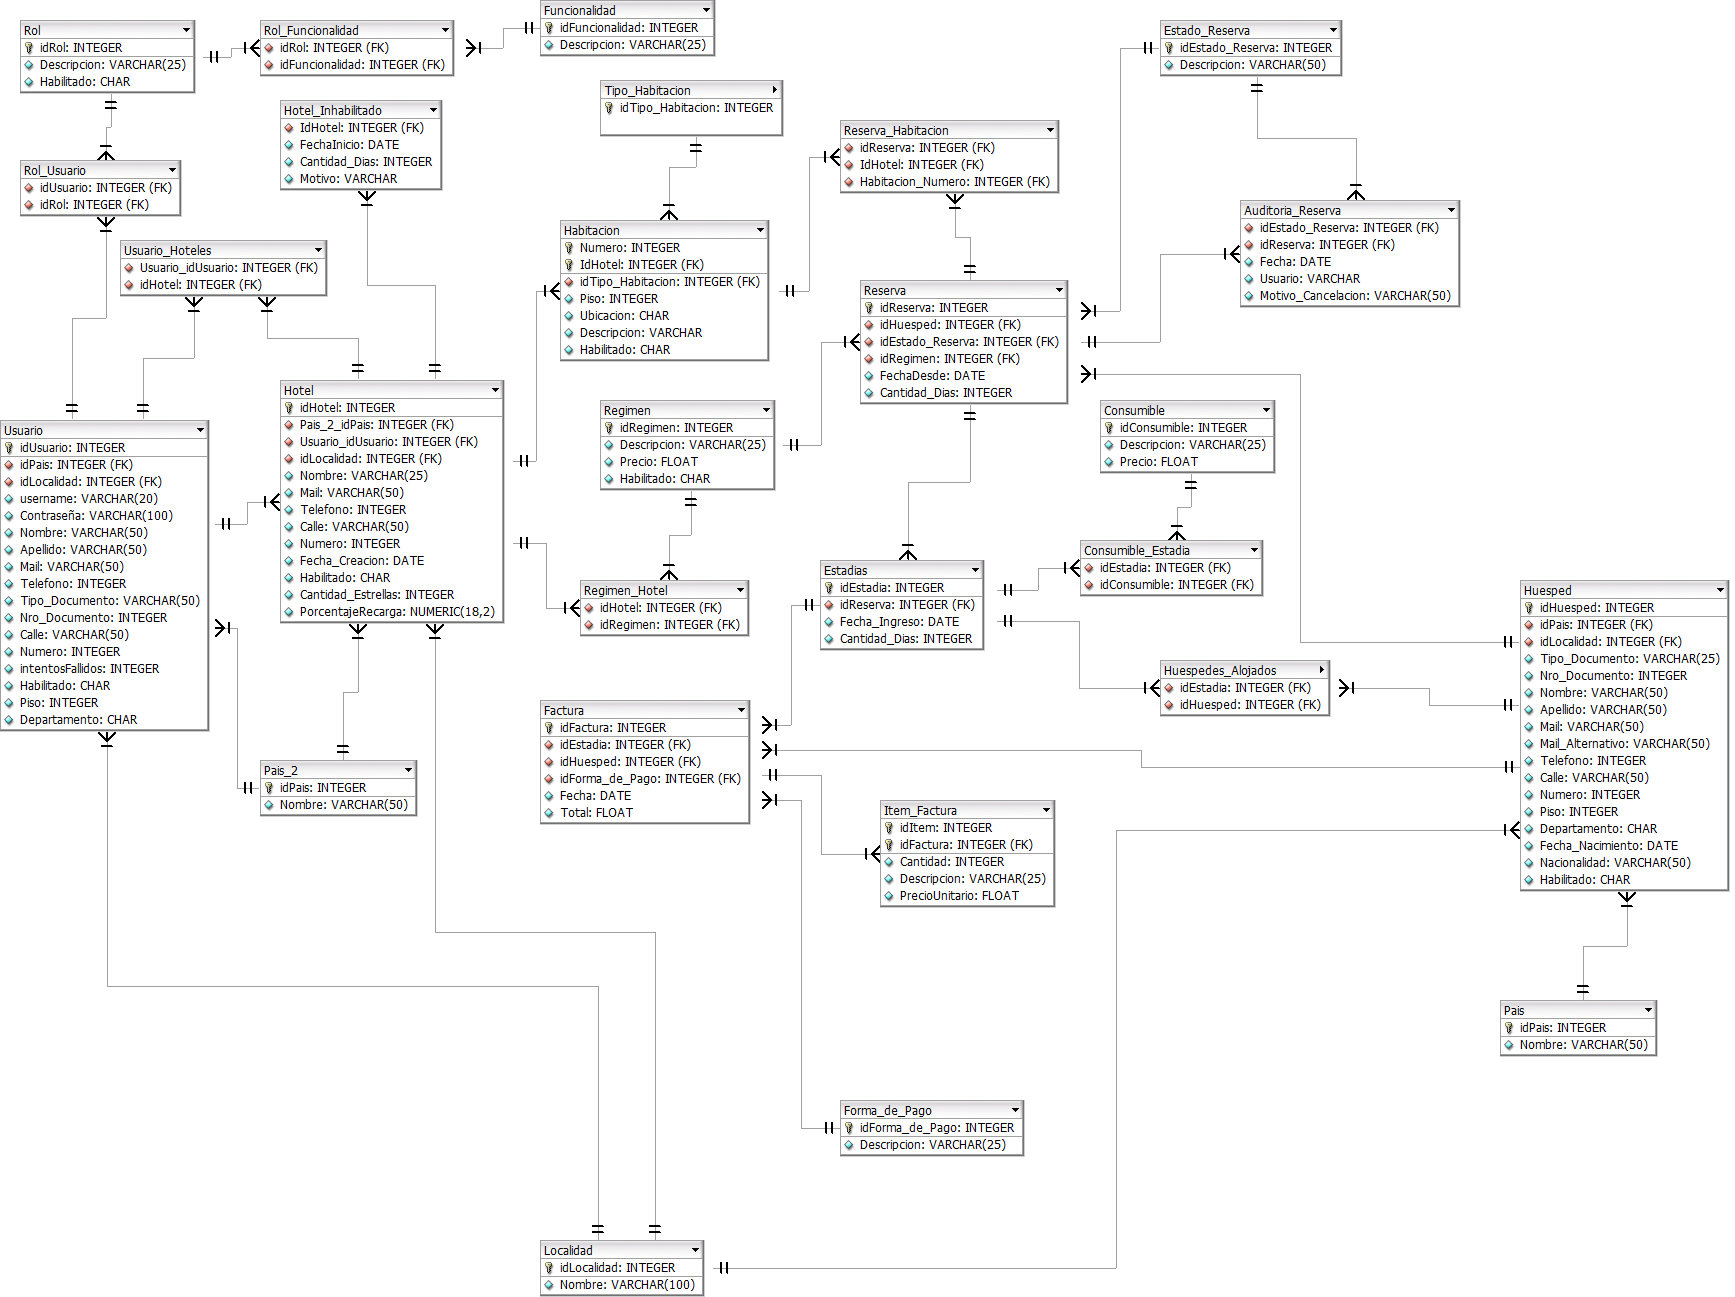 Rol
idRol: INTEGER
Descripcion: VARCHAR(25)
Habilitado: CHAR
Rol_Funcionalidad
idRol: INTEGER (FK)
idFuncionalidad: INTEGER (FK)
Funcionalidad
idFuncionalidad: INTEGER
Descripcion: VARCHAR(25)
Estado_Reserva
idEstado_Reserva: INTEGER
Descripcion: VARCHAR(50)
Hotel_Inhabilitado
IdHotel: INTEGER (FK)
FechaInicio: DATE
Cantidad_Dias: INTEGER
Motivo: VARCHAR
Tipo_Habitacion
idTipo_Habitacion: INTEGER
Reserva_Habitacion
idReserva: INTEGER (FK)
IdHotel: INTEGER (FK)
Habitacion_Numero: INTEGER (FK)
Rol_Usuario
idUsuario: INTEGER (FK)
idRol: INTEGER (FK)
Usuario_Hoteles
Usuario_idUsuario: INTEGER (FK)
idHotel: INTEGER (FK)
Habitacion
Numero: INTEGER
IdHotel: INTEGER (FK)
idTipo_Habitacion: INTEGER (FK)
Piso: INTEGER
Ubicacion: CHAR
Descripcion: VARCHAR
Habilitado: CHAR
Auditoria_Reserva
idEstado_Reserva: INTEGER (FK)
idReserva: INTEGER (FK)
Fecha: DATE
Usuario: VARCHAR
Motivo_Cancelacion: VARCHAR(50)
Reserva
idReserva: INTEGER
idHuesped: INTEGER (FK)
idEstado_Reserva: INTEGER (FK)
idRegimen: INTEGER (FK)
FechaDesde: DATE
Cantidad_Dias: INTEGER
Usuario
idUsuario: INTEGER
idPais: INTEGER (FK)
idLocalidad: INTEGER (FK)
username: VARCHAR(20)
Contraseña: VARCHAR(100)
Nombre: VARCHAR(50)
Apellido: VARCHAR(50)
Mail: VARCHAR(50)
Telefono: INTEGER
Tipo_Documento: VARCHAR(50)
Nro_Documento: INTEGER
Calle: VARCHAR(50)
Numero: INTEGER
intentosFallidos: INTEGER
Habilitado: CHAR
Piso: INTEGER
Departamento: CHAR
Hotel
idHotel: INTEGER
Pais_2_idPais: INTEGER (FK)
Usuario_idUsuario: INTEGER (FK)
idLocalidad: INTEGER (FK)
Nombre: VARCHAR(25)
Mail: VARCHAR(50)
Telefono: INTEGER
Calle: VARCHAR(50)
Numero: INTEGER
Fecha_Creacion: DATE
Habilitado: CHAR
Cantidad_Estrellas: INTEGER
PorcentajeRecarga: NUMERIC(18,2)
Regimen
idRegimen: INTEGER
Descripcion: VARCHAR(25)
Precio: FLOAT
Habilitado: CHAR
Consumible
idConsumible: INTEGER
Descripcion: VARCHAR(25)
Precio: FLOAT
Regimen_Hotel
idHotel: INTEGER (FK)
idRegimen: INTEGER (FK)
Estadias
idEstadia: INTEGER
idReserva: INTEGER (FK)
Fecha_Ingreso: DATE
Cantidad_Dias: INTEGER
Consumible_Estadia
idEstadia: INTEGER (FK)
idConsumible: INTEGER (FK)
Huespedes_Alojados
idEstadia: INTEGER (FK)
idHuesped: INTEGER (FK)
Huesped
idHuesped: INTEGER
idPais: INTEGER (FK)
idLocalidad: INTEGER (FK)
Tipo_Documento: VARCHAR(25)
Nro_Documento: INTEGER
Nombre: VARCHAR(50)
Apellido: VARCHAR(50)
Mail: VARCHAR(50)
Mail_Alternativo: VARCHAR(50)
Telefono: INTEGER
Calle: VARCHAR(50)
Numero: INTEGER
Piso: INTEGER
Departamento: CHAR
Fecha_Nacimiento: DATE
Nacionalidad: VARCHAR(50)
Habilitado: CHAR
Pais_2
idPais: INTEGER
Nombre: VARCHAR(50)
Factura
idFactura: INTEGER
idEstadia: INTEGER (FK)
idHuesped: INTEGER (FK)
idForma_de_Pago: INTEGER (FK)
Fecha: DATE
Total: FLOAT
Item_Factura
idItem: INTEGER
idFactura: INTEGER (FK)
Cantidad: INTEGER
Descripcion: VARCHAR(25)
PrecioUnitario: FLOAT
Pais
idPais: INTEGER
Nombre: VARCHAR(50)
Forma_de_Pago
idForma_de_Pago: INTEGER
Descripcion: VARCHAR(25)
Localidad
idLocalidad: INTEGER
Nombre: VARCHAR(100)